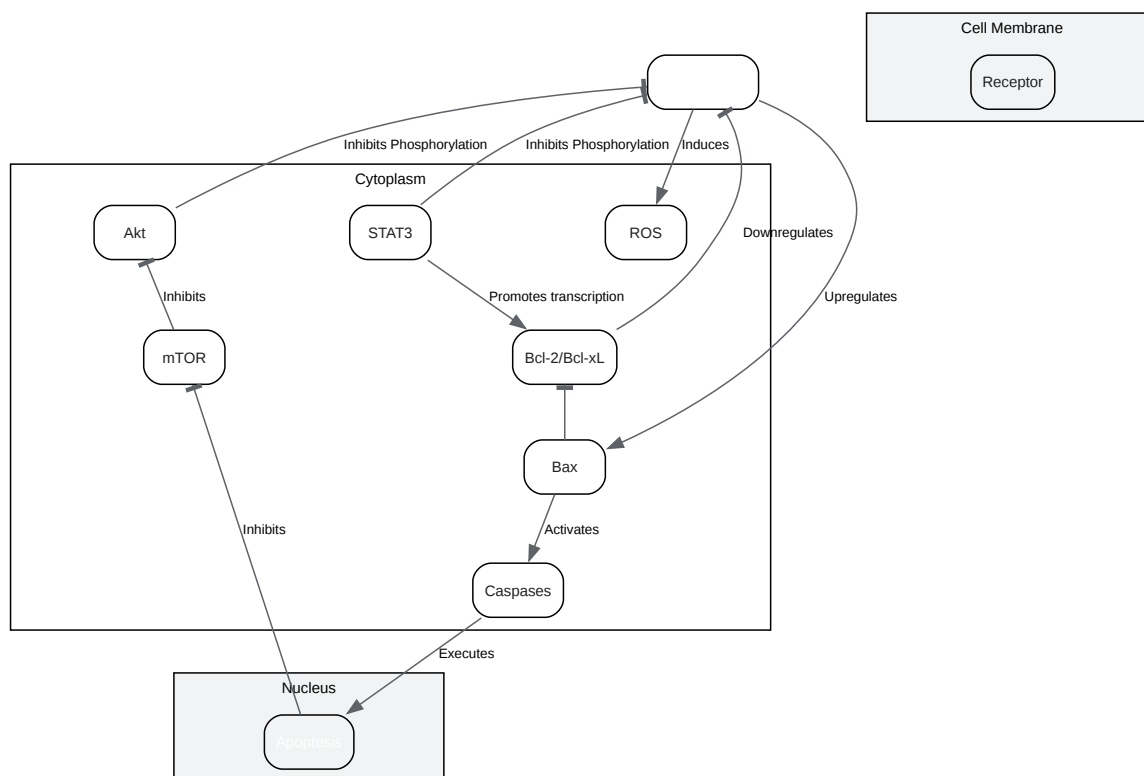 Cell Membrane
Receptor
Inhibits Phosphorylation
Inhibits Phosphorylation
Induces
Cytoplasm
Akt
STAT3
ROS
Downregulates
Inhibits
Promotes transcription
Upregulates
mTOR
Bcl-2/Bcl-xL
Bax
Inhibits
Activates
Caspases
Executes
Nucleus
Apoptosis